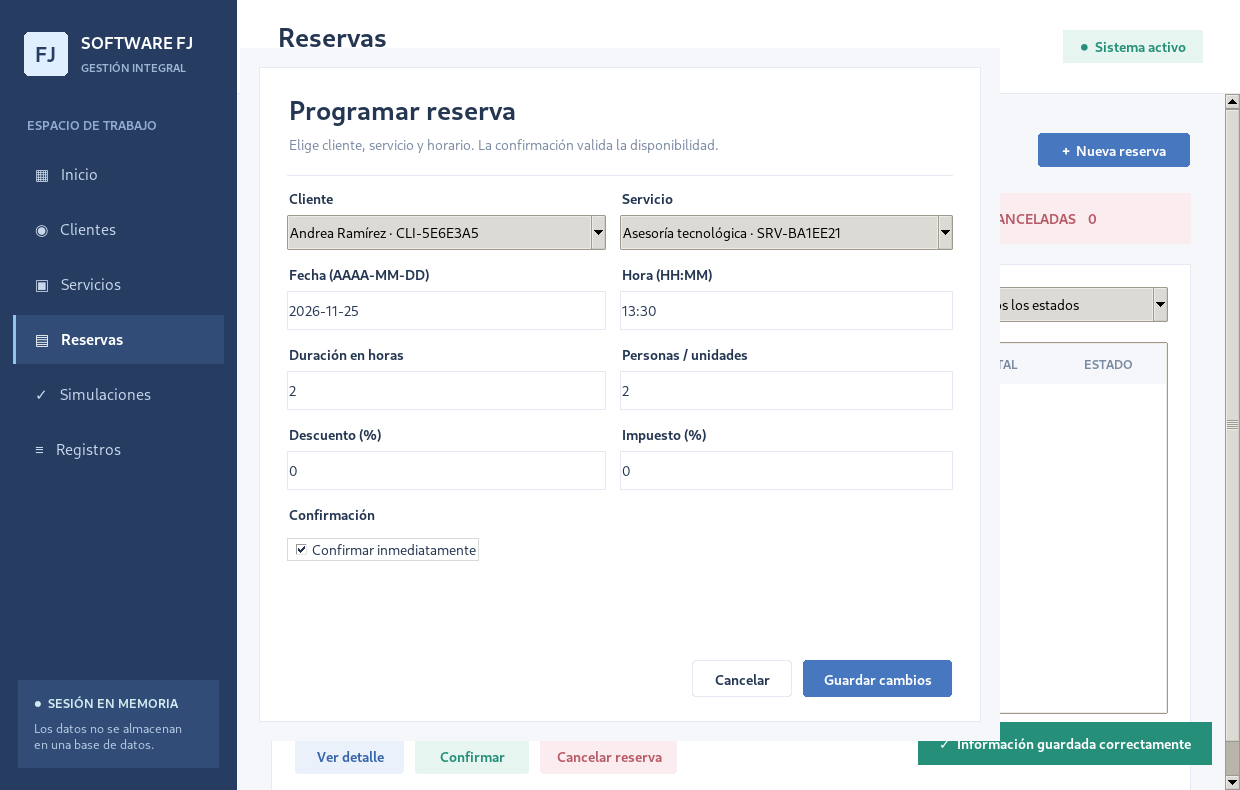 FJ
SOFTWARE FJ
GESTIÓN INTEGRAL
ESPACIO DE TRABAJO
Inicio
Clientes
Servicios
Reservas
Simulaciones
Registros
SESIÓN EN MEMORIA
Los datos no se almacenan
en una base de datos.
Reservas
Sistema activo
+ Nueva reserva
ANCELADAS 0
os los estados
TAL ESTADO
Programar reserva
Elige cliente, servicio y horario. La confirmación valida la disponibilidad.
Cliente Servicio
Andrea Ramírez · CLI-5E6E3A5 Asesoría tecnológica · SRV-BA1EE21
Fecha (AAAA-MM-DD) Hora (HH:MM)
2026-11-25 13:30
Duración en horas Personas / unidades
2 2
Descuento (%) Impuesto (%)
0 0
Confirmación
Confirmar inmediatamente
Cancelar Guardar cambios
Ver detalle Confirmar Cancelar reserva
✓ Información guardada correctamente